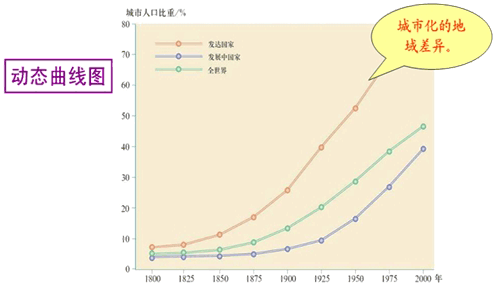 城市人口比重/%
城市化的地
域差异。
动态曲线图
发达国家
发展中国家
全世界
80
70
60
50
40
30
20
10
0
1800 1825 1850 1875 1900 1925 1950 1975 2000 年